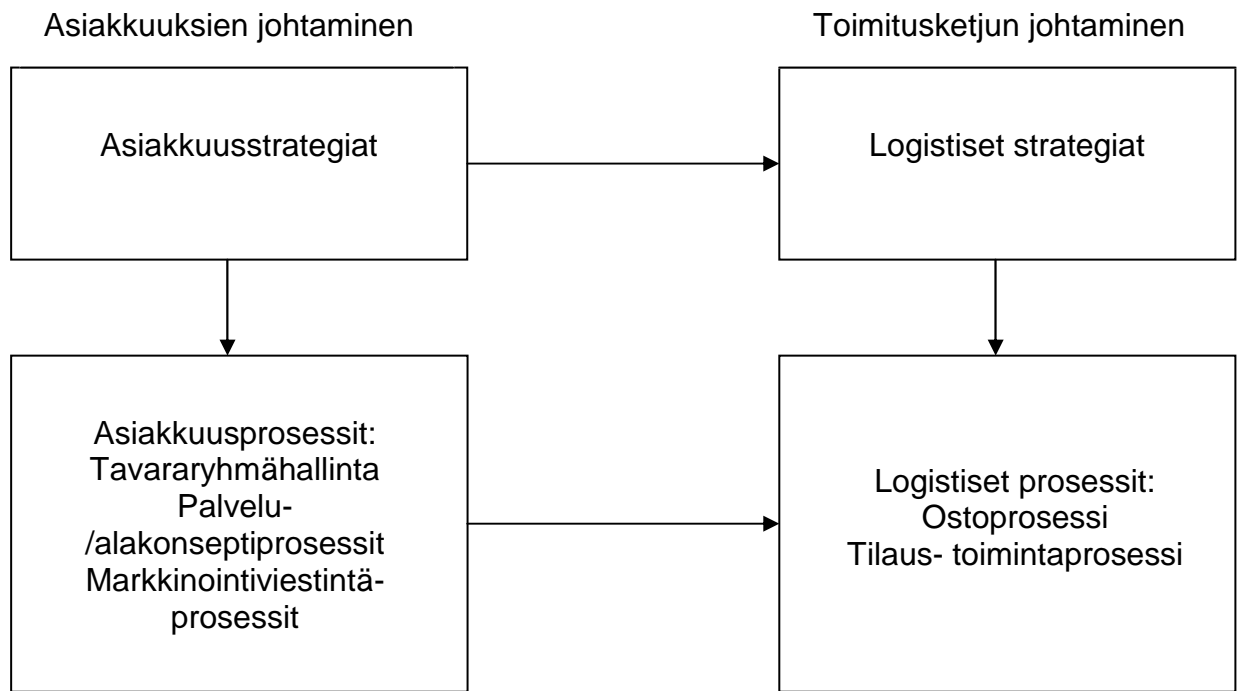 Asiakkuuksien johtaminen
Toimitusketjun johtaminen
Asiakkuusstrategiat
Logistiset strategiat
Asiakkuusprosessit:
Tavararyhmähallinta
Palvelu-
/alakonseptiprosessit
Markkinointiviestintä-
prosessit
Logistiset prosessit:
Ostoprosessi
Tilaus- toimintaprosessi